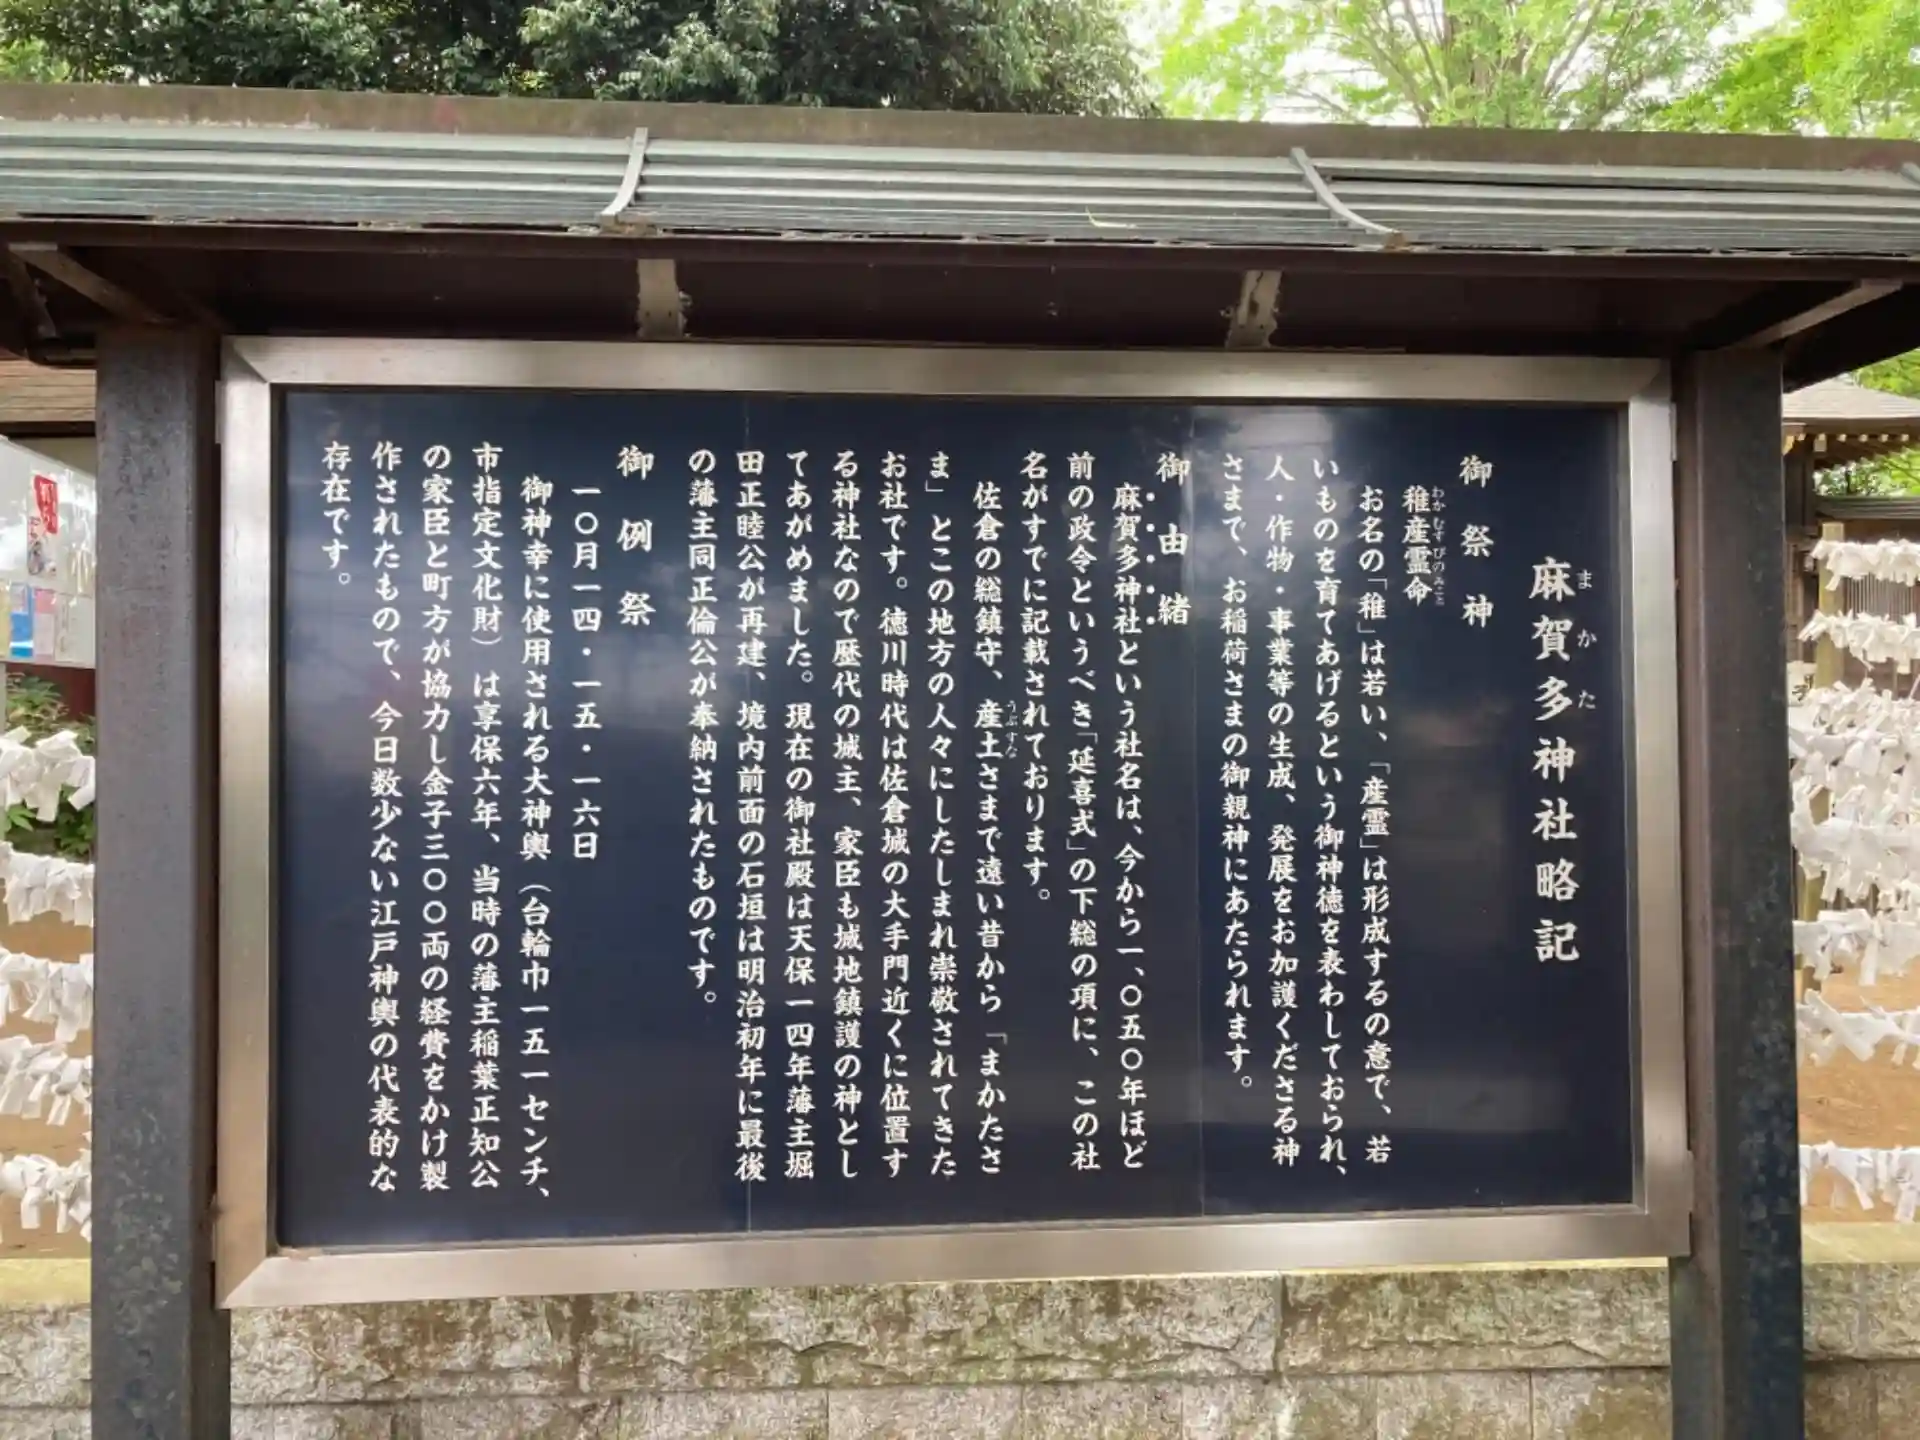 麻賀多神社略記
まかた
御祭神
稚産霊命
わかむすびのみこと
お名の「稚」は若い、「産霊」は形成するの意で、若
いものを育てあげるという御神徳を表わしておられ、
人・作物・事業等の生成、発展をお加護くださる神
さまで、お稲荷さまの御親神にあたられます。
御由緒
麻賀多神社という社名は、今から一、〇五〇年ほど
前の政令というべき「延喜式」の下総の項に、この社
名がすでに記載されております。
佐倉の総鎮守、産土さまで遠い昔から「まかたさ
うぶすな
ま」とこの地方の人々にしたしまれ崇敬されてきた
お社です。徳川時代は佐倉城の大手門近くに位置す
る神社なので歴代の城主、家臣も城地鎮護の神とし
てあがめました。現在の御社殿は天保一四年藩主堀
田正睦公が再建、境内前面の石垣は明治初年に最後
の藩主同正倫公が奉納されたものです。
御例祭
一〇月一四・一五・一六日
御神幸に使用される大神輿（台輪巾一五一センチ、
市指定文化財）は享保六年、当時の藩主稲葉正知公
の家臣と町方が協力し金子三〇〇両の経費をかけ製
作されたもので、今日数少ない江戸神輿の代表的な
存在です。